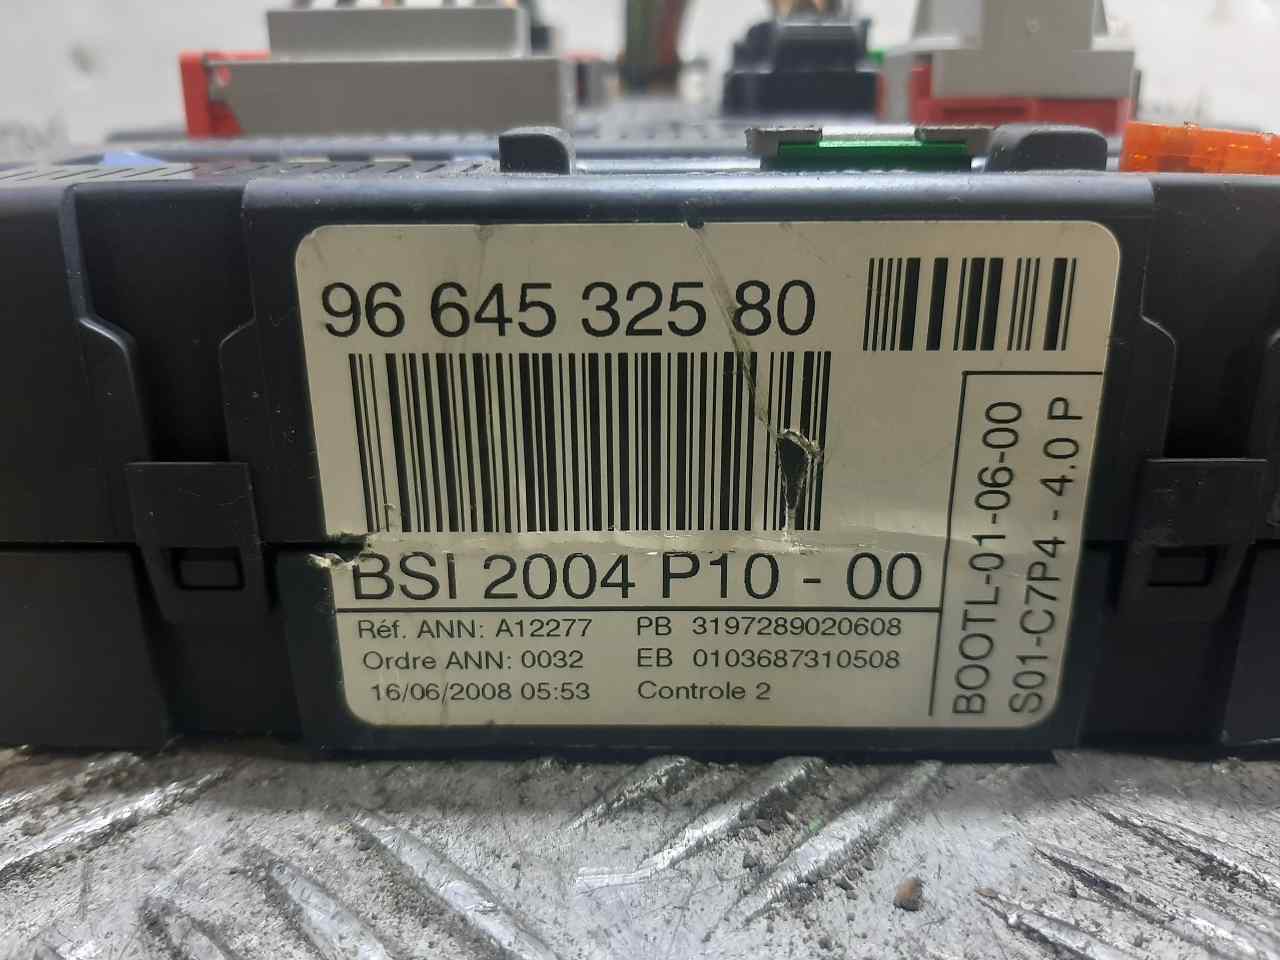 96 645 325 80
BSI 2004 P10 - 00
Réf. ANN: A12277 PB 3197289020608
Ordre ANN: 0032 EB 0103687310508
16/06/2008 05:53 Controle 2
BOOTL-01-06-00
S01-C7P4 - 4.0 P